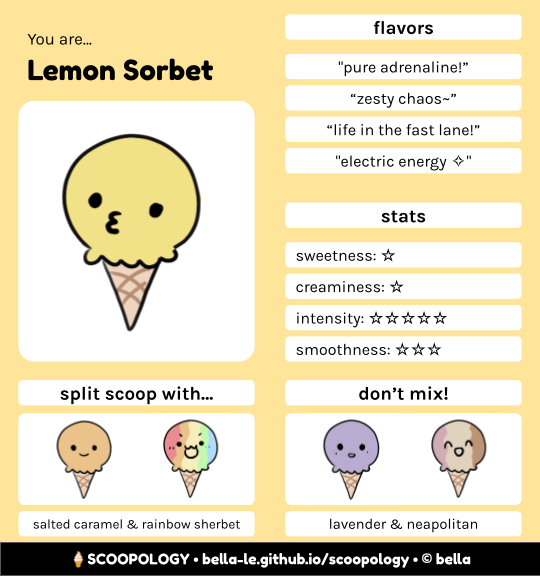 You are...
Lemon Sorbet
flavors
"pure adrenaline!”
“zesty chaos~”
“life in the fast lane!”
"electric energy ✧"
stats
sweetness: ☆
creaminess: ☆
intensity: ☆☆☆☆☆
smoothness: ☆☆☆
split scoop with...
salted caramel & rainbow sherbet
don’t mix!
lavender & neapolitan
🍦SCOOPOLOGY • bella-le.github.io/scoopology • © bella